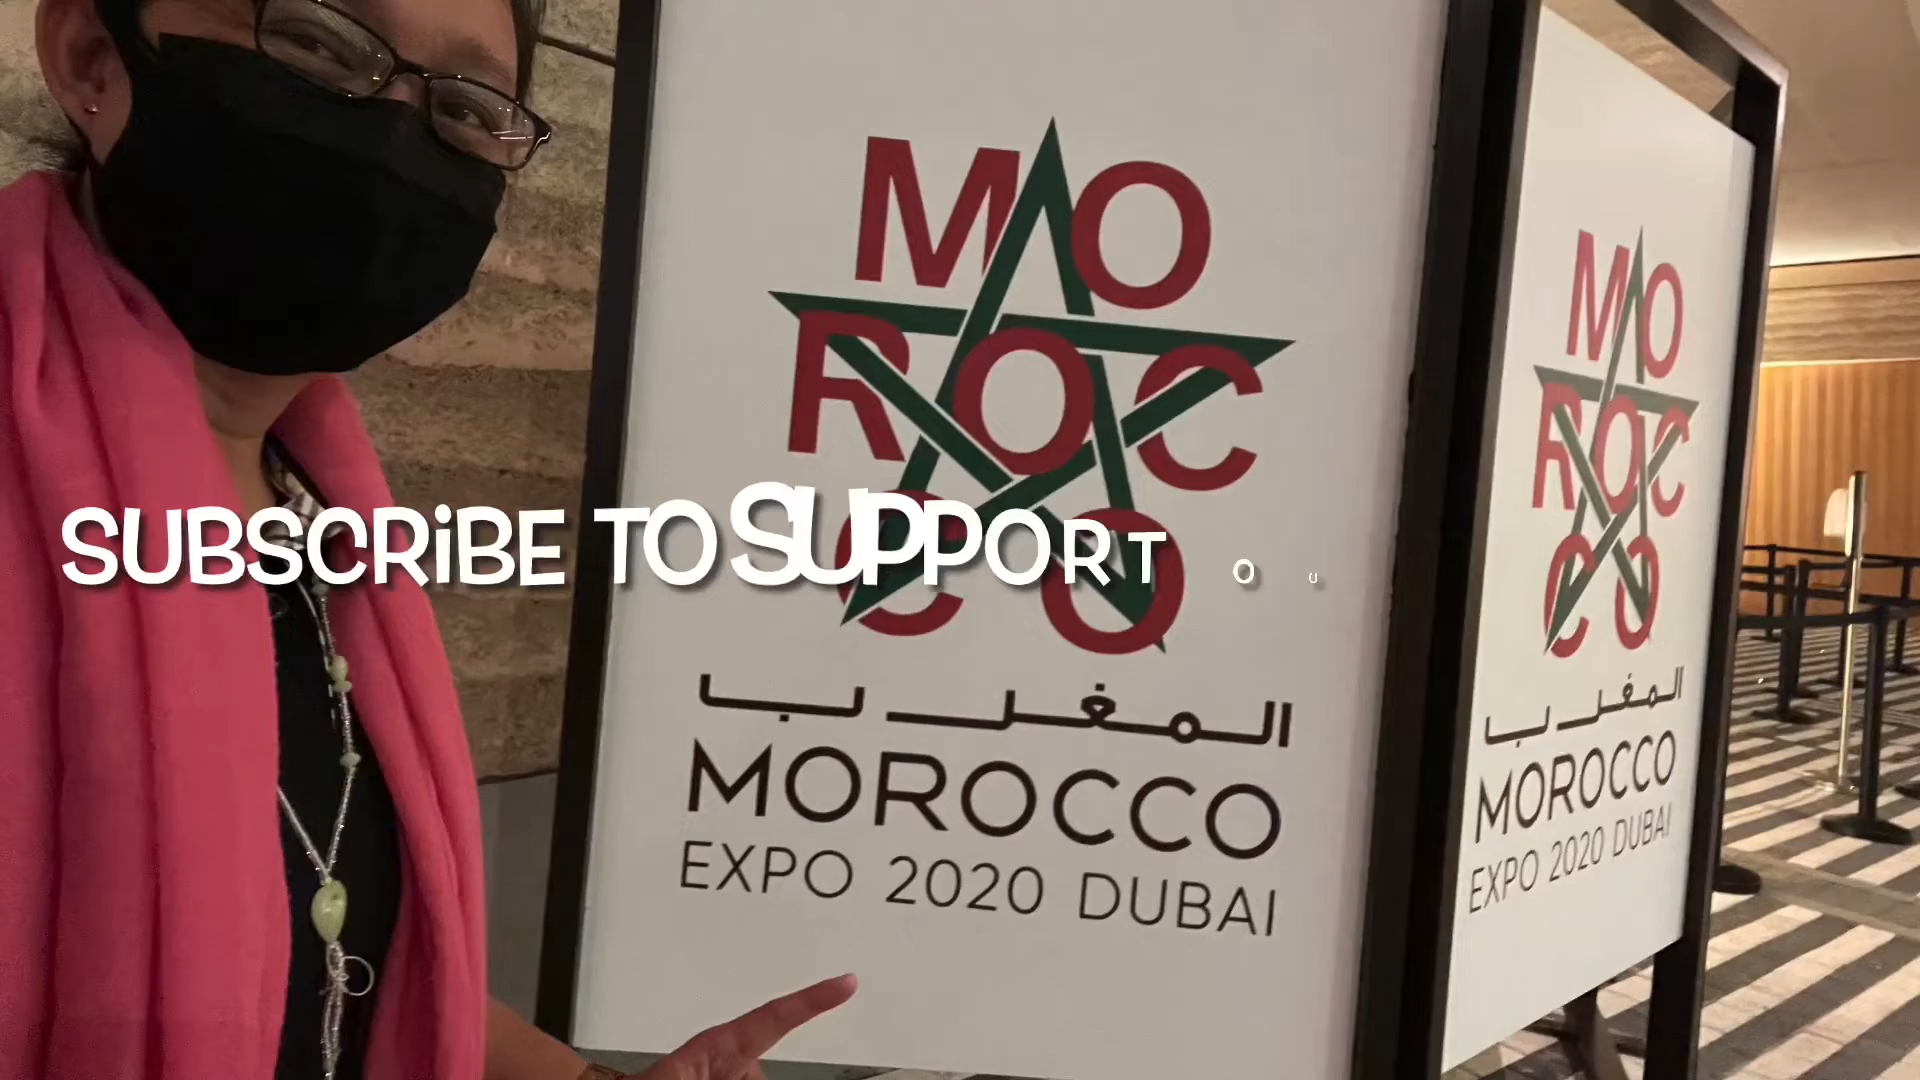 MO
ROC
CO
SUBSCRiBE TO SUPPORT OU
المغرب
MOROCCO
EXPO 2020 DUBAI
MO
ROC
CO
المغرب
MOROCCO
EXPO 2020 DUBAI